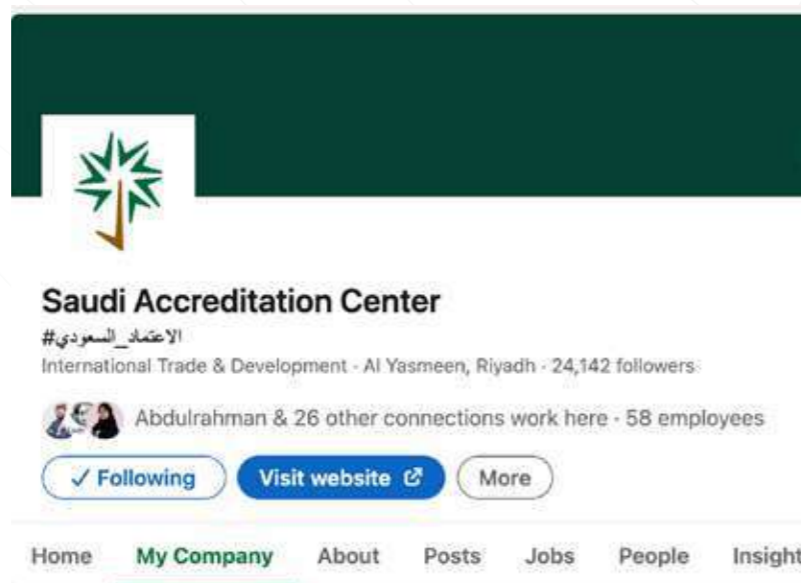 Saudi Accreditation Center
#الاعتماد_السعودي
International Trade & Development · Al Yasmeen, Riyadh · 24,142 followers
Abdulrahman & 26 other connections work here · 58 employees
✓ Following Visit website More
Home My Company About Posts Jobs People Insight